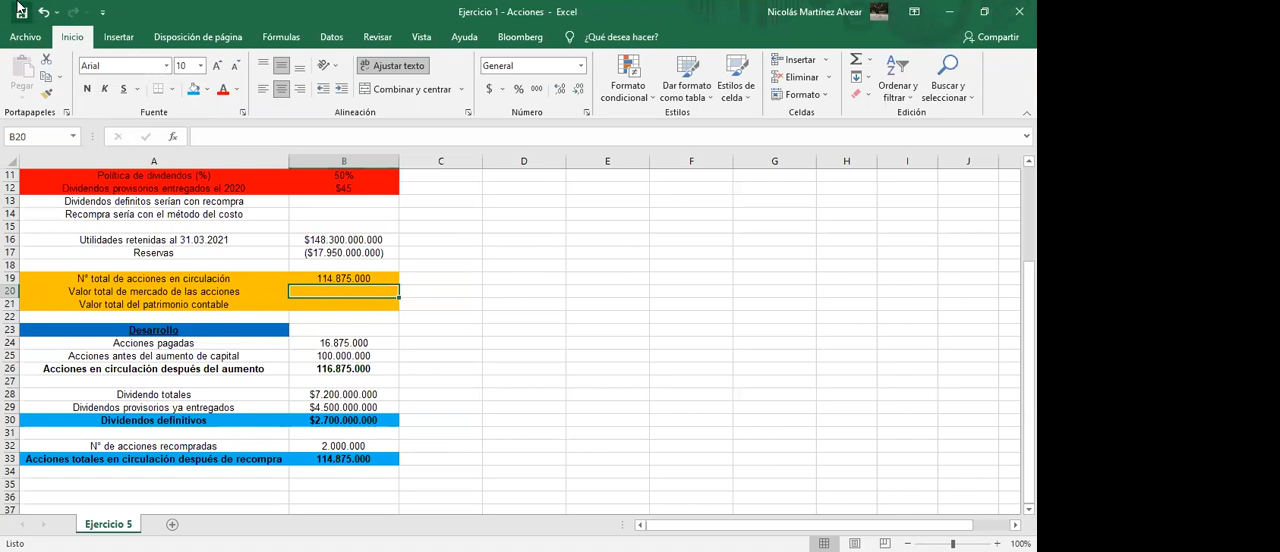 Ejercicio 1 - Acciones - Excel
Nicolás Martínez Alvear
Archivo Inicio Insertar Disposición de página Fórmulas Datos Revisar Vista Ayuda Bloomberg ¿Qué desea hacer? Compartir
Pegar
Arial 10
N K S
Ajustar texto
Combinar y centrar
General
$ % 000
Formato condicional
Dar formato como tabla
Estilos de celda
Insertar
Eliminar
Formato
Ordenar y filtrar
Buscar y seleccionar
Portapapeles Fuente Alineación Número Estilos Celdas Edición
B20 fx
A B C D E F G H I J
11 Política de dividendos (%) 50%
12 Dividendos provisorios entregados el 2020 $45
13 Dividendos definitos serían con recompra
14 Recompra sería con el método del costo
15
16 Utilidades retenidas al 31.03.2021 $148.300.000.000
17 Reservas ($17.950.000.000)
18
19 N° total de acciones en circulación 114.875.000
20 Valor total de mercado de las acciones
21 Valor total del patrimonio contable
22
23 Desarrollo
24 Acciones pagadas 16.875.000
25 Acciones antes del aumento de capital 100.000.000
26 Acciones en circulación después del aumento 116.875.000
27
28 Dividendo totales $7.200.000.000
29 Dividendos provisorios ya entregados $4.500.000.000
30 Dividendos definitivos $2.700.000.000
31
32 N° de acciones recompradas 2.000.000
33 Acciones totales en circulación después de recompra 114.875.000
34
35
36
37
Ejercicio 5
Listo 100%